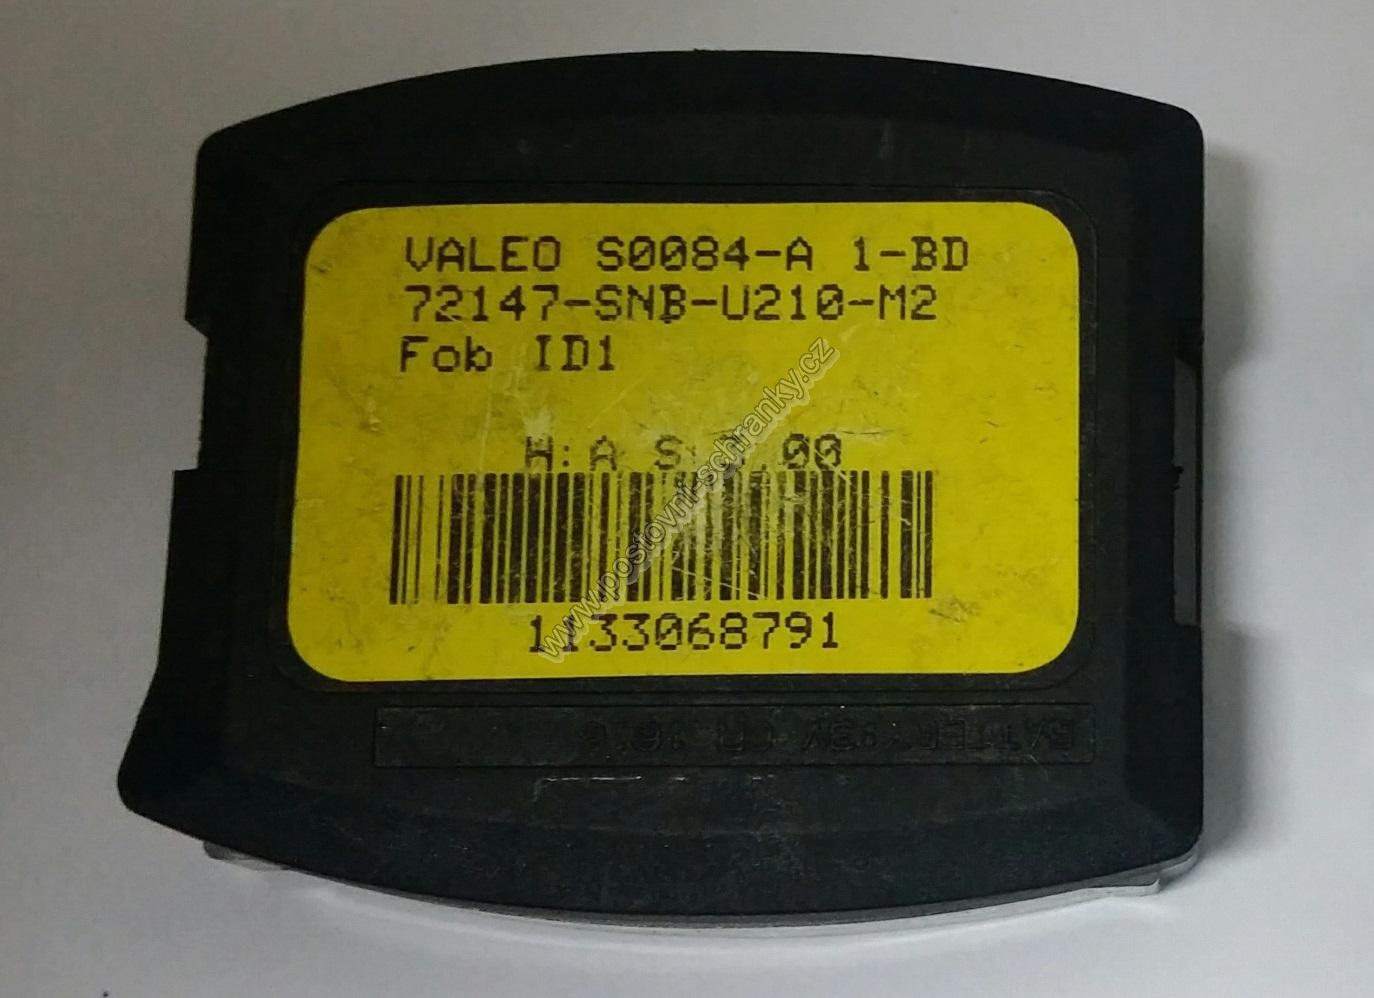 VALEO S0084-A 1-BD
72147-SNB-U210-M2
Fob ID1
H:A
1133068791
www.postovni-schranky.cz